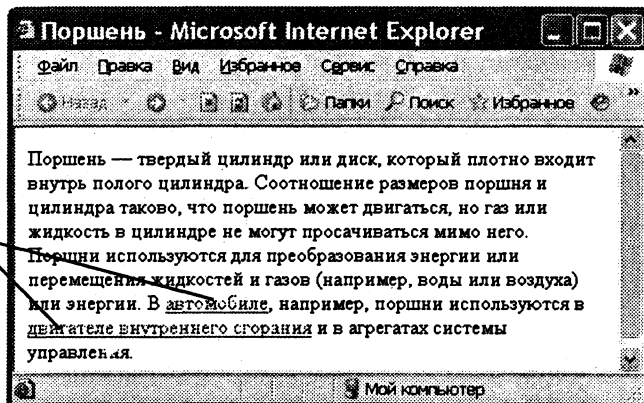 Поршень - Microsoft Internet Explorer
Файл Правка Вид Избранное Сервис Справка
Назад Папки Поиск Избранное »
Поршень — твердый цилиндр или диск, который плотно входит
внутрь полого цилиндра. Соотношение размеров поршня и
цилиндра таково, что поршень может двигаться, но газ или
жидкость в цилиндре не могут просачиваться мимо него.
Поршни используются для преобразования энергии или
перемещения жидкостей и газов (например, воды или воздуха)
или энергии. В автомобиле, например, поршни используются в
двигателе внутреннего сгорания и в агрегатах системы
управления.
Мой компьютер